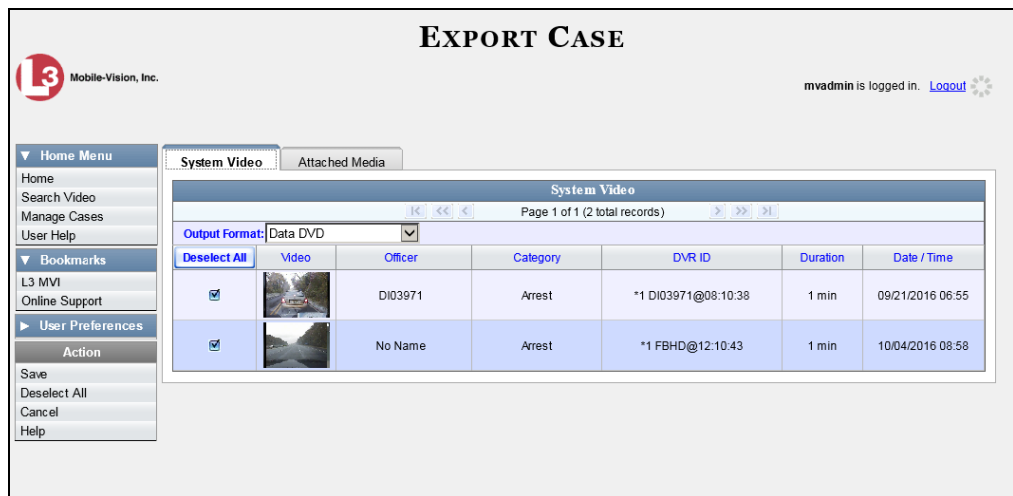 EXPORT CASE
L3 Mobile-Vision, Inc.
mvadmin is logged in. Logout
▼ Home Menu
Home
Search Video
Manage Cases
User Help
▼ Bookmarks
L3 MVI
Online Support
► User Preferences
Action
Save
Deselect All
Cancel
Help
System Video Attached Media
System Video
Page 1 of 1 (2 total records)
Output Format: Data DVD
Deselect All Video Officer Category DVR ID Duration Date / Time
DI03971 Arrest *1 DI03971@08:10:38 1 min 09/21/2016 06:55
No Name Arrest *1 FBHD@12:10:43 1 min 10/04/2016 08:58